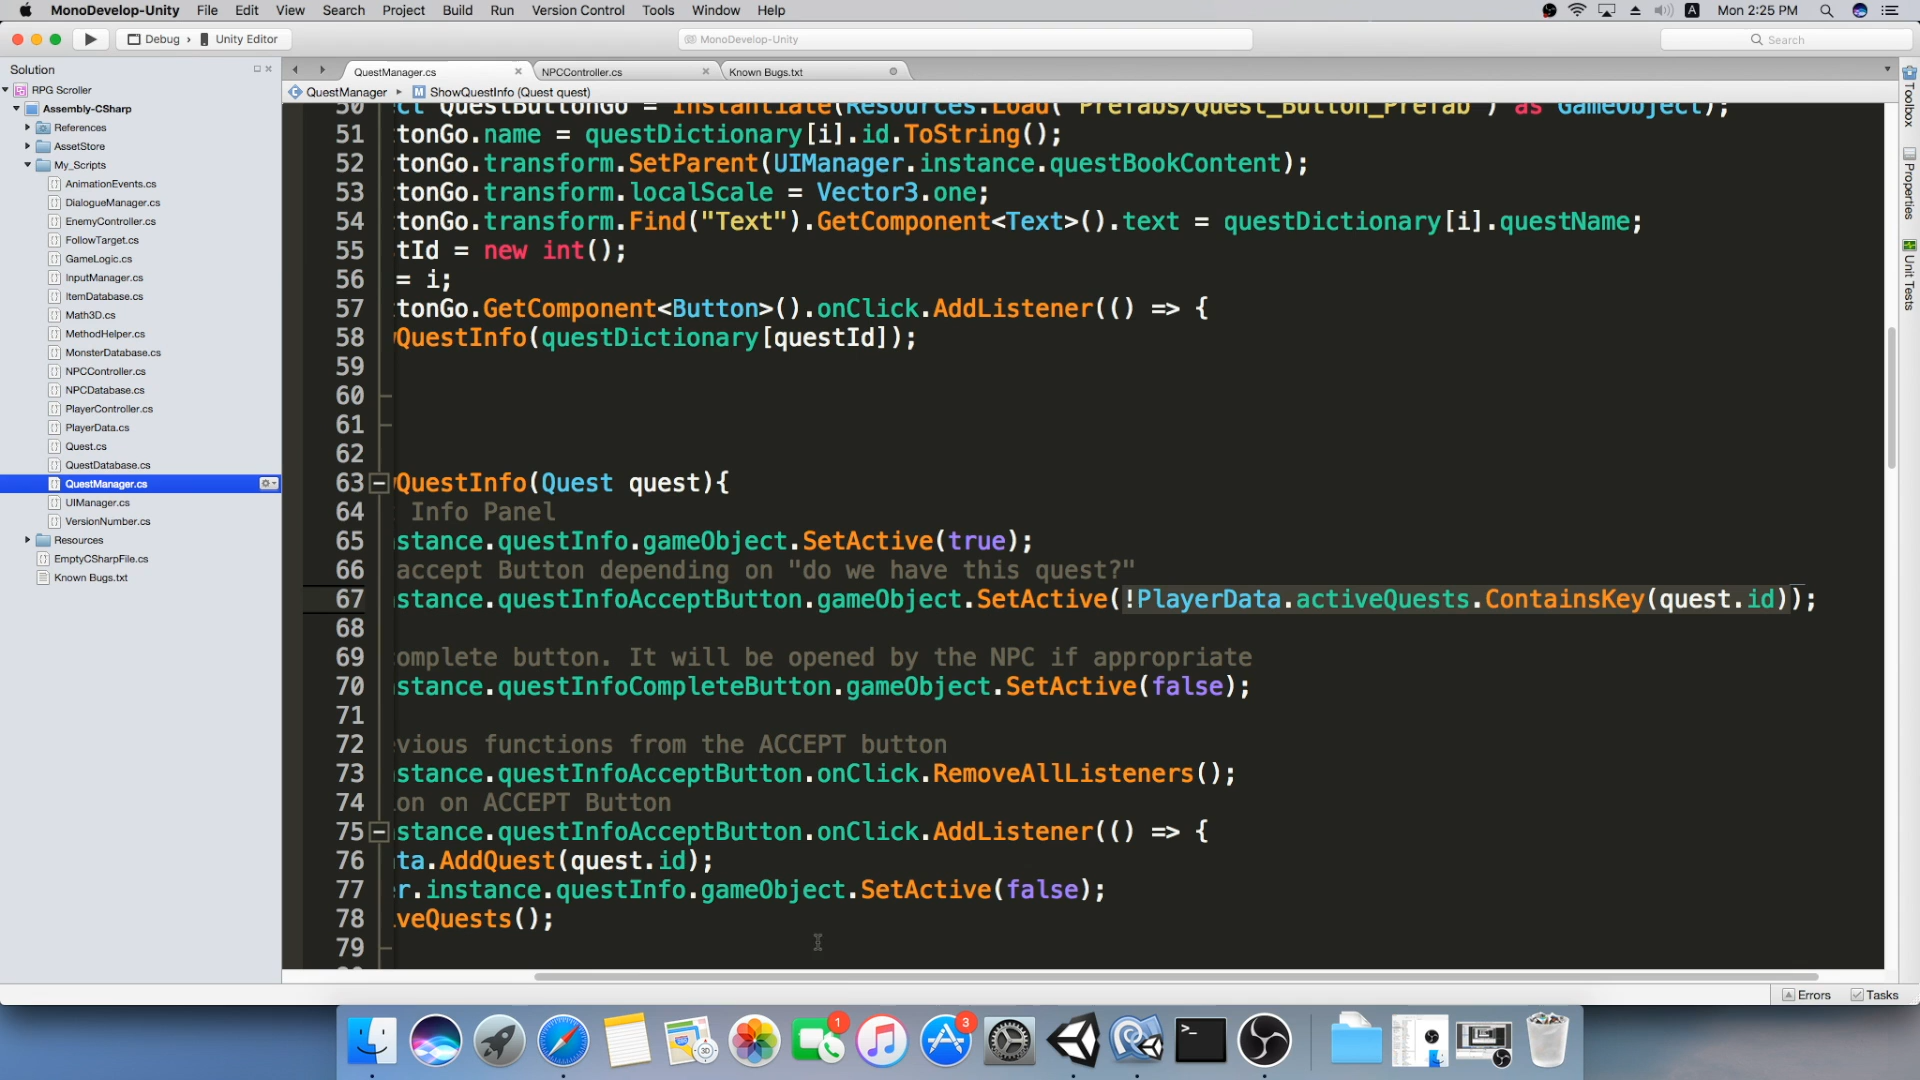 MonoDevelop-Unity File Edit View Search Project Build Run Version Control Tools Window Help A Mon 2:25 PM
Debug › Unity Editor MonoDevelop-Unity Search
Solution
RPG Scroller
Assembly-CSharp
References
AssetStore
My_Scripts
AnimationEvents.cs
DialogueManager.cs
EnemyController.cs
FollowTarget.cs
GameLogic.cs
InputManager.cs
ItemDatabase.cs
Math3D.cs
MethodHelper.cs
MonsterDatabase.cs
NPCController.cs
NPCDatabase.cs
PlayerController.cs
PlayerData.cs
Quest.cs
QuestDatabase.cs
QuestManager.cs
UIManager.cs
VersionNumber.cs
Resources
EmptyCSharpFile.cs
Known Bugs.txt
QuestManager.cs NPCController.cs Known Bugs.txt
QuestManager ▸ M ShowQuestInfo (Quest quest)
50 ect QuestButtonGo = Instantiate(Resources.Load("Prefabs/Quest_Button_Prefab") as GameObject);
51 tonGo.name = questDictionary[i].id.ToString();
52 tonGo.transform.SetParent(UIManager.instance.questBookContent);
53 tonGo.transform.localScale = Vector3.one;
54 tonGo.transform.Find("Text").GetComponent<Text>().text = questDictionary[i].questName;
55 tId = new int();
56 = i;
57 tonGo.GetComponent<Button>().onClick.AddListener(() => {
58 QuestInfo(questDictionary[questId]);
59
60
61
62
63 QuestInfo(Quest quest){
64 Info Panel
65 stance.questInfo.gameObject.SetActive(true);
66 accept Button depending on "do we have this quest?"
67 stance.questInfoAcceptButton.gameObject.SetActive(!PlayerData.activeQuests.ContainsKey(quest.id));
68
69 omplete button. It will be opened by the NPC if appropriate
70 stance.questInfoCompleteButton.gameObject.SetActive(false);
71
72 vious functions from the ACCEPT button
73 stance.questInfoAcceptButton.onClick.RemoveAllListeners();
74 on on ACCEPT Button
75 stance.questInfoAcceptButton.onClick.AddListener(() => {
76 ta.AddQuest(quest.id);
77 r.instance.questInfo.gameObject.SetActive(false);
78 veQuests();
79
Toolbox
Properties
Unit Tests
Errors Tasks
1
3